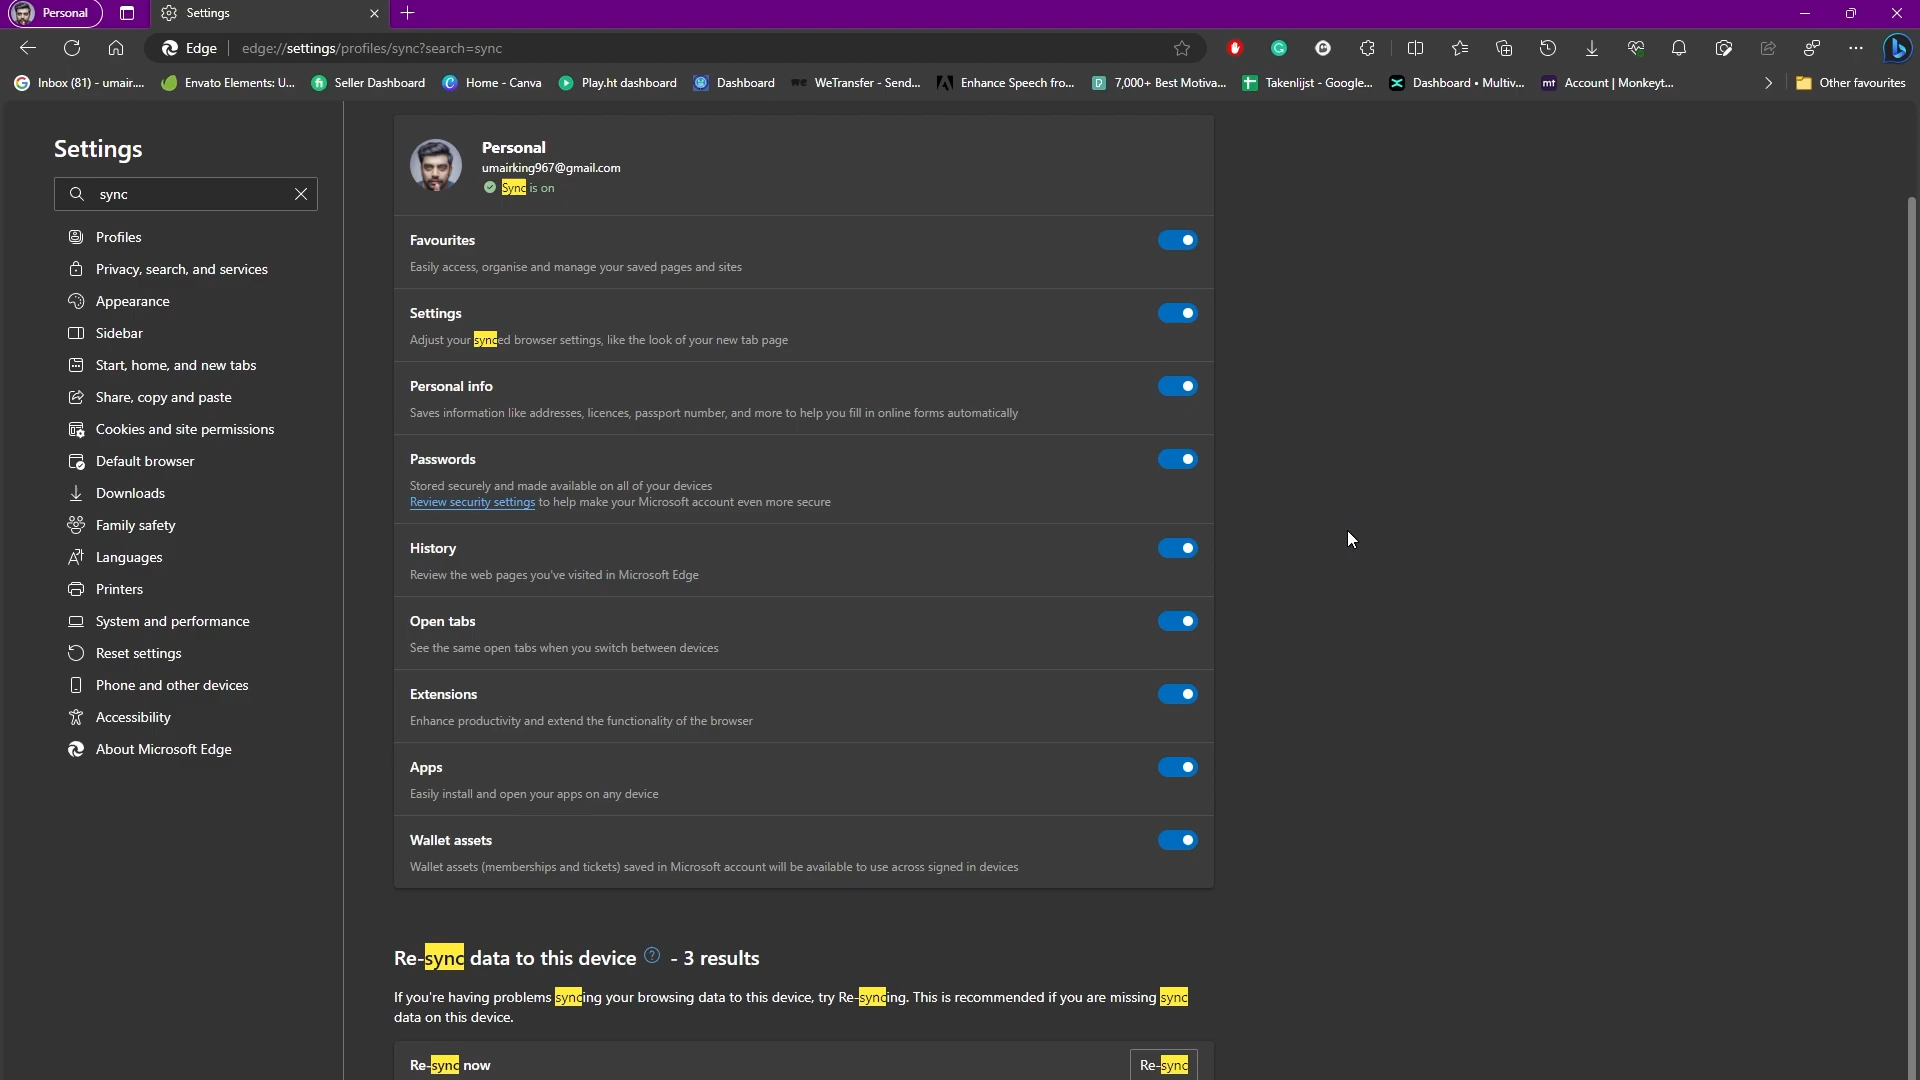 Personal
Settings
Edge
edge://settings/profiles/sync?search=sync
Inbox (81) - umair....
Envato Elements: U...
Seller Dashboard
Home - Canva
Play.ht dashboard
Dashboard
WeTransfer - Send...
Enhance Speech fro...
7,000+ Best Motiva...
Takenlijst - Google...
Dashboard • Multiv...
Account | Monkeyt...
Other favourites
Settings
sync
Profiles
Privacy, search, and services
Appearance
Sidebar
Start, home, and new tabs
Share, copy and paste
Cookies and site permissions
Default browser
Downloads
Family safety
Languages
Printers
System and performance
Reset settings
Phone and other devices
Accessibility
About Microsoft Edge
Personal
umairking967@gmail.com
Sync is on
Favourites
Easily access, organise and manage your saved pages and sites
Settings
Adjust your synced browser settings, like the look of your new tab page
Personal info
Saves information like addresses, licences, passport number, and more to help you fill in online forms automatically
Passwords
Stored securely and made available on all of your devices
Review security settings to help make your Microsoft account even more secure
History
Review the web pages you've visited in Microsoft Edge
Open tabs
See the same open tabs when you switch between devices
Extensions
Enhance productivity and extend the functionality of the browser
Apps
Easily install and open your apps on any device
Wallet assets
Wallet assets (memberships and tickets) saved in Microsoft account will be available to use across signed in devices
Re-sync data to this device - 3 results
If you're having problems syncing your browsing data to this device, try Re-syncing. This is recommended if you are missing sync
data on this device.
Re-sync now
Re-sync